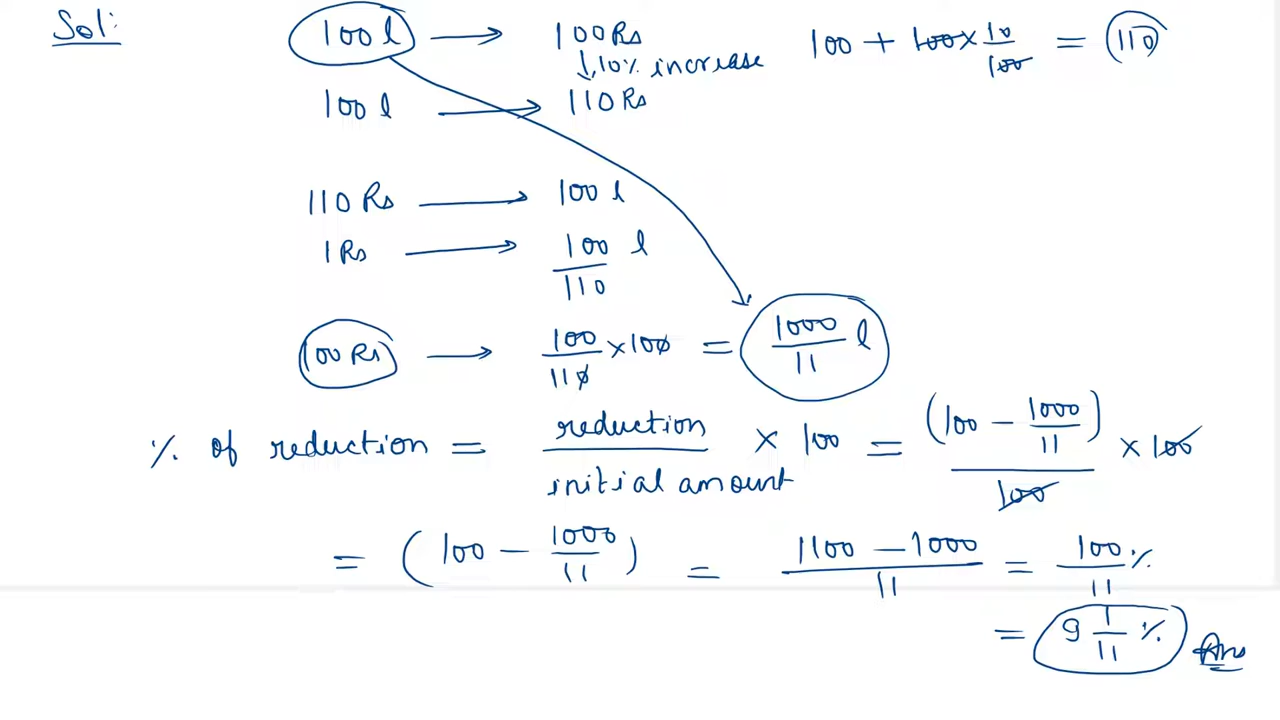 Sol:
100 l → 100 Rs 100 + 100 × 10/100 = 110
↓ 10% increase
100 l → 110 Rs
110 Rs → 100 l
1 Rs → 100/110 l
100 Rs → 100/110 × 100 = 1000/11 l
% of reduction = reduction/initial amount × 100 = (100 − 1000/11)/100 × 100
= (100 − 1000/11) = 1100 − 1000/11 = 100/11 %
= 9 1/11 % Ans